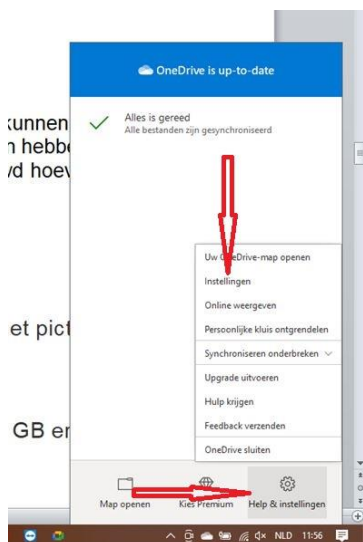 OneDrive is up-to-date
kunnen
Alles is gereed
Alle bestanden zijn gesynchroniseerd
n hebbe
vd hoev
Uw OneDrive-map openen
Instellingen
Online weergeven
et pict
Persoonlijke kluis ontgrendelen
Synchroniseren onderbreken
Upgrade uitvoeren
Hulp krijgen
GB er
Feedback verzenden
OneDrive sluiten
Map openen Kies Premium Help & instellingen
NLD 11:56